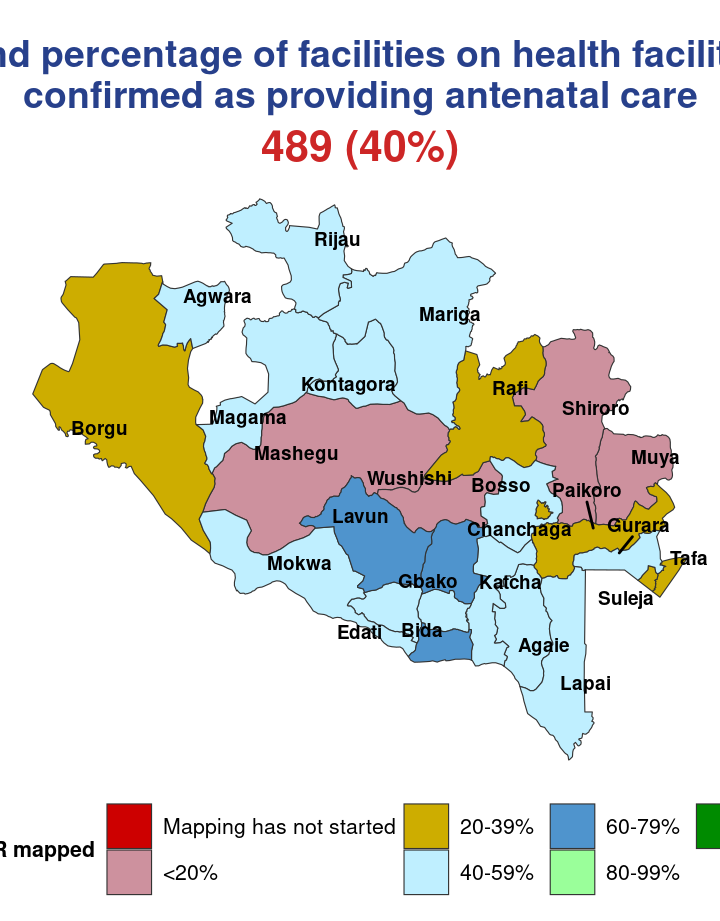 nd percentage of facilities on health facilit
confirmed as providing antenatal care
489 (40%)
Rijau
Agwara
Mariga
Kontagora
Rafi
Shiroro
Magama
Borgu
Mashegu
Muya
Wushishi
Bosso
Paikoro
Lavun
Chanchaga
Gurara
Mokwa
Tafa
Gbako
Katcha
Suleja
Edati
Bida
Agaie
Lapai
R mapped
Mapping has not started
20-39%
60-79%
<20%
40-59%
80-99%